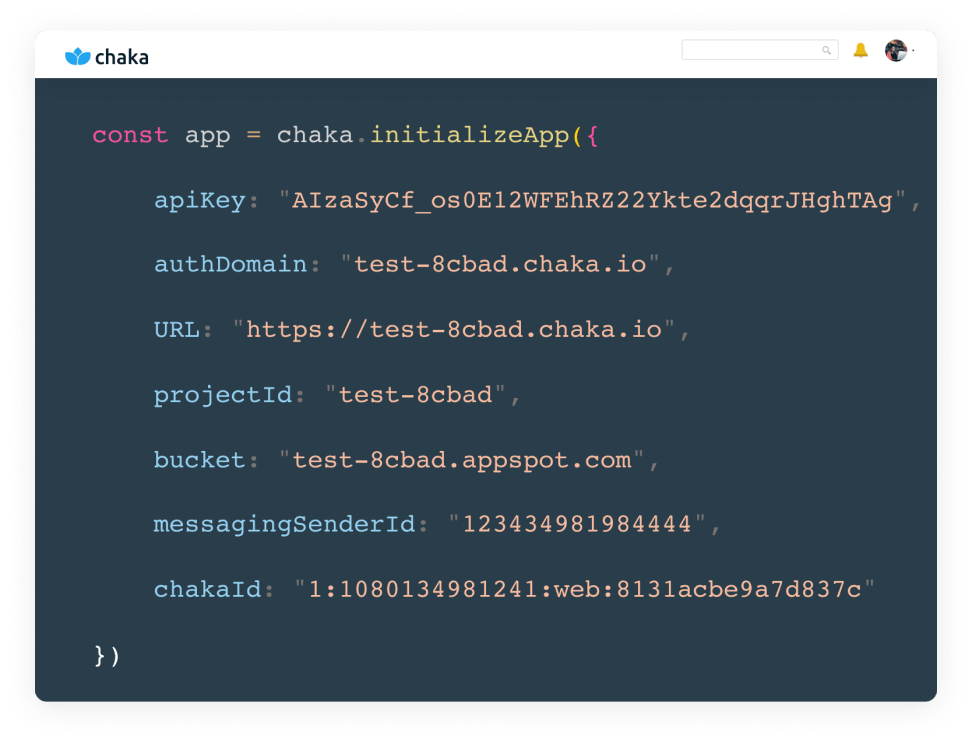 chaka
const app = chaka.initializeApp({
apiKey: "AIzaSyCf_os0E12WFEhRZ22Ykte2dqqrJHghTAg",
authDomain: "test-8cbad.chaka.io",
URL: "https://test-8cbad.chaka.io",
projectId: "test-8cbad",
bucket: "test-8cbad.appspot.com",
messagingSenderId: "123434981984444",
chakaId: "1:1080134981241:web:8131acbe9a7d837c"
})